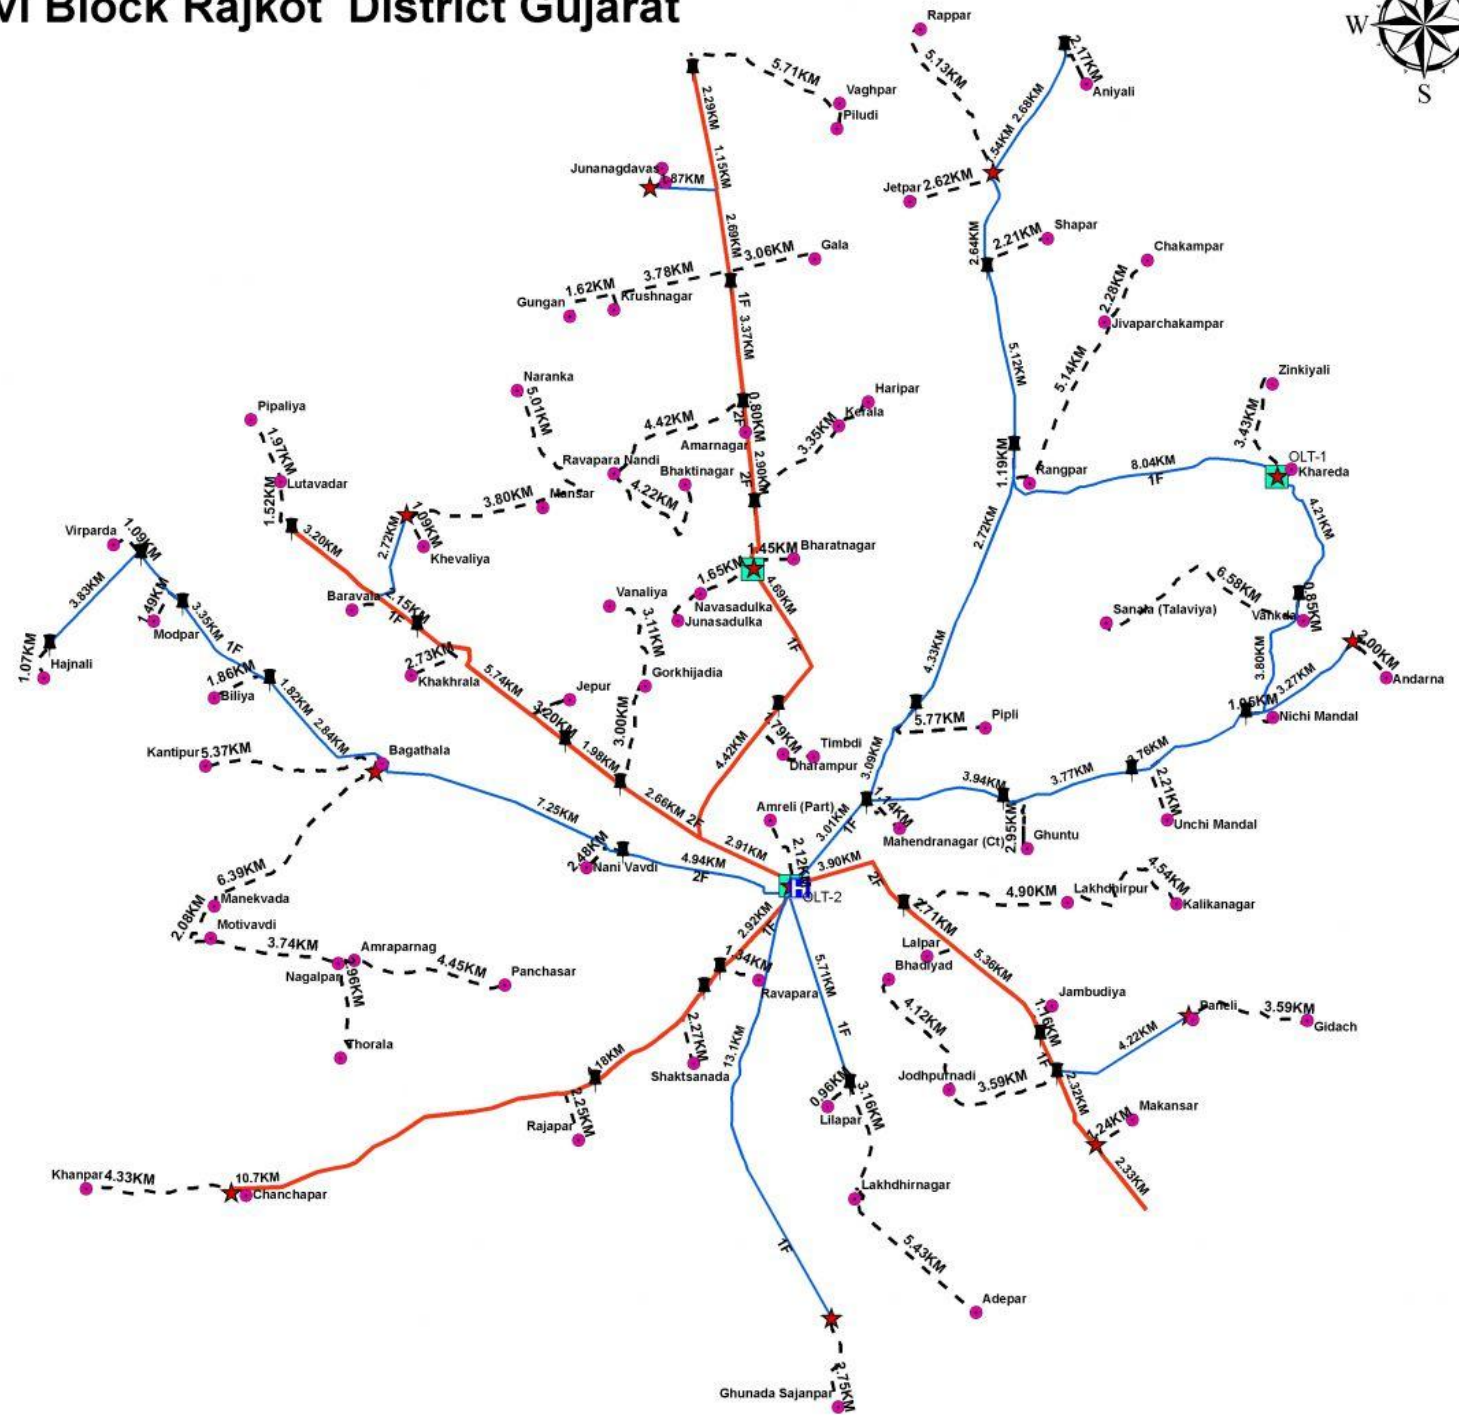 vi Block Rajkot District Gujarat
W
S
Rappar
5.13KM
2.17KM
Aniyali
5.71KM
Vaghpar
Piludi
2.29KM
2.68KM
1.15KM
Junanagdavas
Jetpar 2.62KM
2.69KM
2.64KM
2.21KM
Shapar
Chakampar
3.06KM
Gala
3.78KM
1.62KM
Gungan
Krushnagar
2.28KM
Jivaparchakampar
1F
3.37KM
5.12KM
5.14KM
Zinkiyali
Naranka
5.01KM
Haripar
Kerala
3.35KM
Pipaliya
1.97KM
4.42KM
0.80KM
2F
Amarnagar
3.43KM
OLT-1
Khareda
Ravapara Nandi
Bhaktinagar
2.90KM
2F
1.19KM
Rangpar
8.04KM
1F
Lutavadar
1.52KM
3.80KM
Mansar
4.22KM
4.21KM
Virparda
1.09KM
3.20KM
2.72KM
1.09KM
Khevaliya
1.45KM
Bharatnagar
2.72KM
3.83KM
1.49KM
Modpar
3.35KM
1F
Baravala
2.15KM
1F
Vanaliya
3.11KM
1.65KM
Navasadulka
Junasadulka
4.69KM
1F
6.58KM
Sanala (Talaviya)
Vankda
0.85KM
1.07KM
Hajnali
2.73KM
Khakhrala
4.33KM
3.80KM
3.27KM
2.00KM
Andarna
1.86KM
Biliya
1.82KM
5.74KM
Jepur
Gorkhijadia
Nichi Mandal
2.84KM
3.20KM
3.00KM
5.77KM
Pipli
Kantipur 5.37KM
Bagathala
1.98KM
4.42KM
Timbdi
Dharampur
3.09KM
3.94KM
3.77KM
2.21KM
Unchi Mandal
7.25KM
2.66KM
2F
Amreli (Part)
3.01KM
1F
1.14KM
Mahendranagar (Ct)
2.95KM
Ghuntu
2.48KM
Nani Vavdi
4.94KM
2F
2.91KM
2.12KM
3.90KM
2F
OLT-2
6.39KM
Manekvada
2.08KM
Motivavdi
4.90KM
Lakhdhirpur
4.54KM
Kalikanagar
2.92KM
1F
2.71KM
Lalpar
Bhadiyad
5.36KM
3.74KM
Nagalpar
Amraparnag
4.45KM
Panchasar
1.34KM
Ravapara
5.71KM
1F
4.12KM
Jambudiya
1.16KM
1F
Paneli
3.59KM
Gidach
Thorala
2.27KM
Shaktsanada
13.1KM
4.22KM
Jodhpurnadi
3.59KM
2.32KM
2.25KM
Rajapar
0.96KM
Lilapar
3.16KM
Makansar
1.24KM
2.33KM
Khanpar 4.33KM
10.7KM
Chanchapar
Lakhdhirnagar
1F
5.43KM
Adepar
Ghunada Sajanpar
2.75KM